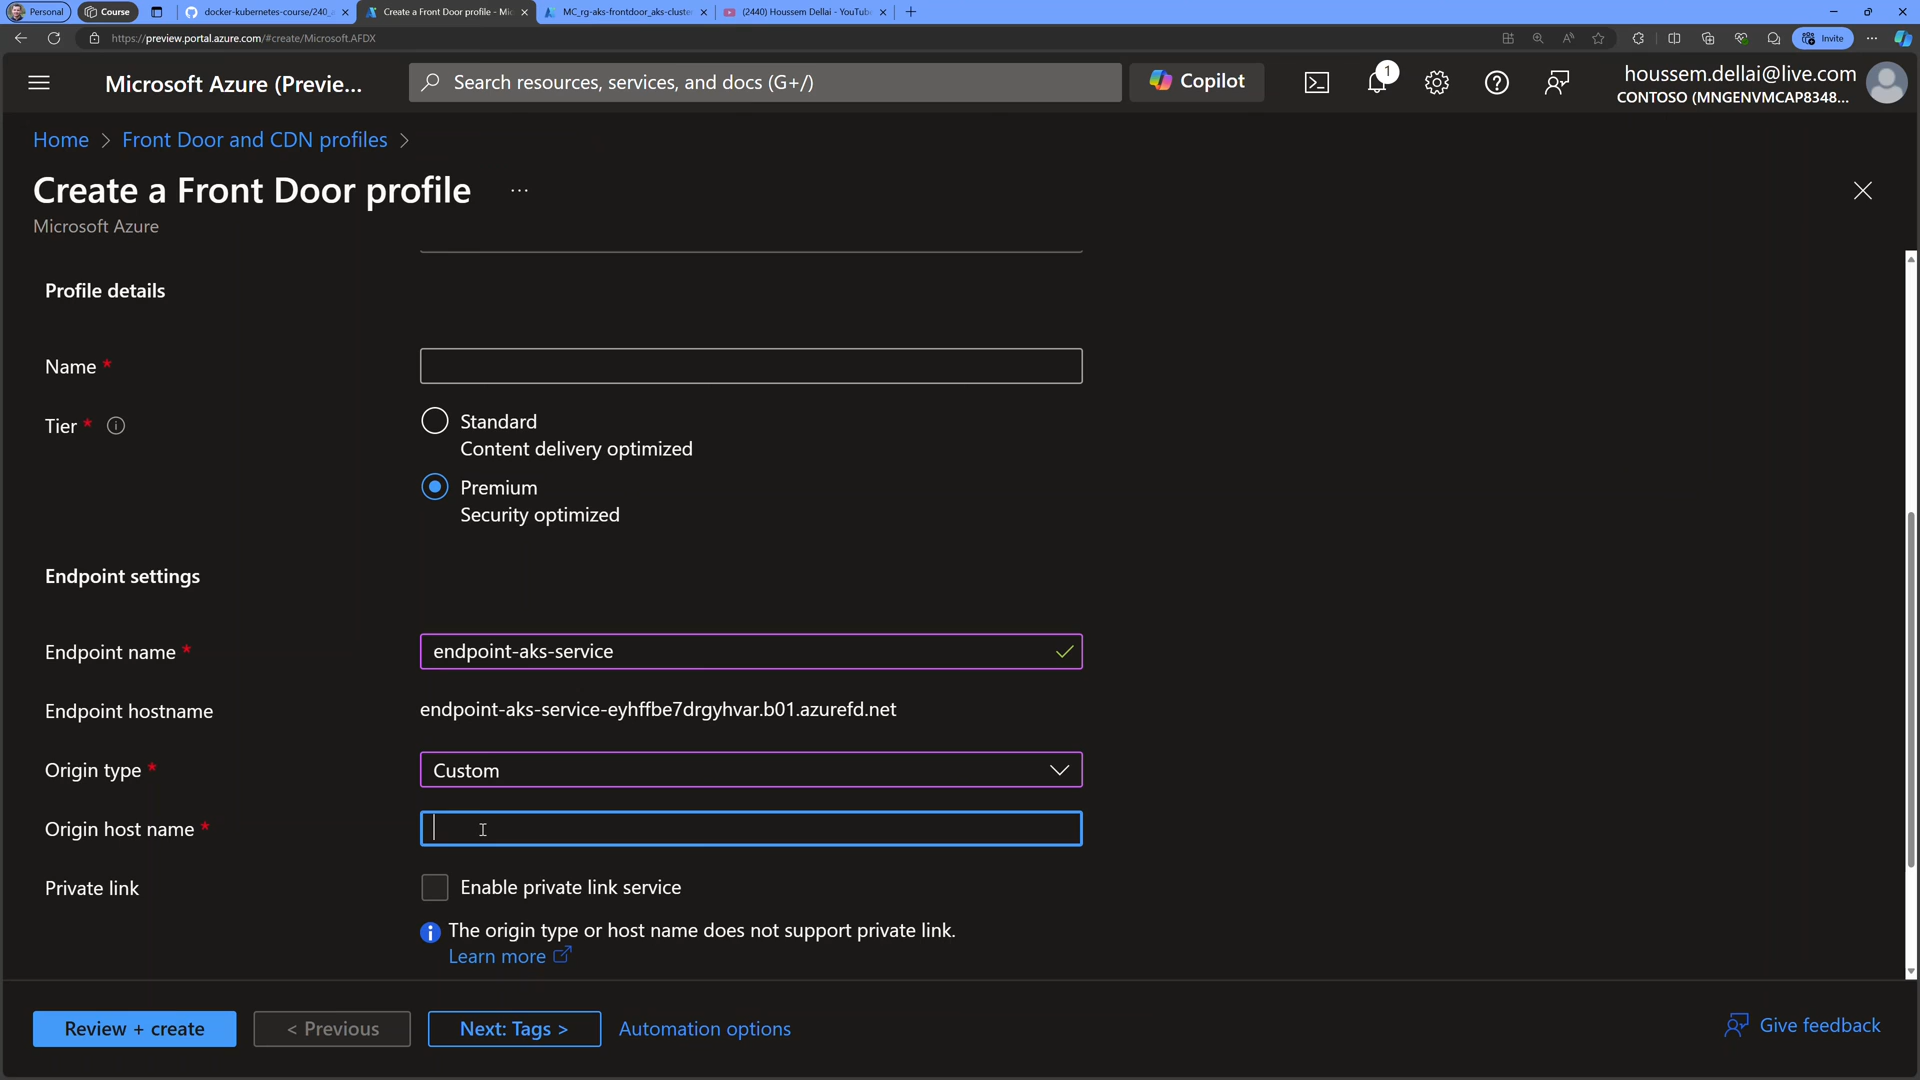 Personal
Course
docker-kubernetes-course/240_
Create a Front Door profile - Mi
MC_rg-aks-frontdoor_aks-cluste
(2440) Houssem Dellai - YouTub
https://preview.portal.azure.com/#create/Microsoft.AFDX
Invite
Microsoft Azure (Previe...
Search resources, services, and docs (G+/)
Copilot
1
houssem.dellai@live.com
CONTOSO (MNGENVMCAP8348...
Home > Front Door and CDN profiles >
Create a Front Door profile ...
Microsoft Azure
Profile details
Name *
Tier *
Standard
Content delivery optimized
Premium
Security optimized
Endpoint settings
Endpoint name *
endpoint-aks-service
Endpoint hostname
endpoint-aks-service-eyhffbe7drgyhvar.b01.azurefd.net
Origin type *
Custom
Origin host name *
Private link
Enable private link service
The origin type or host name does not support private link.
Learn more
Review + create
< Previous
Next: Tags >
Automation options
Give feedback